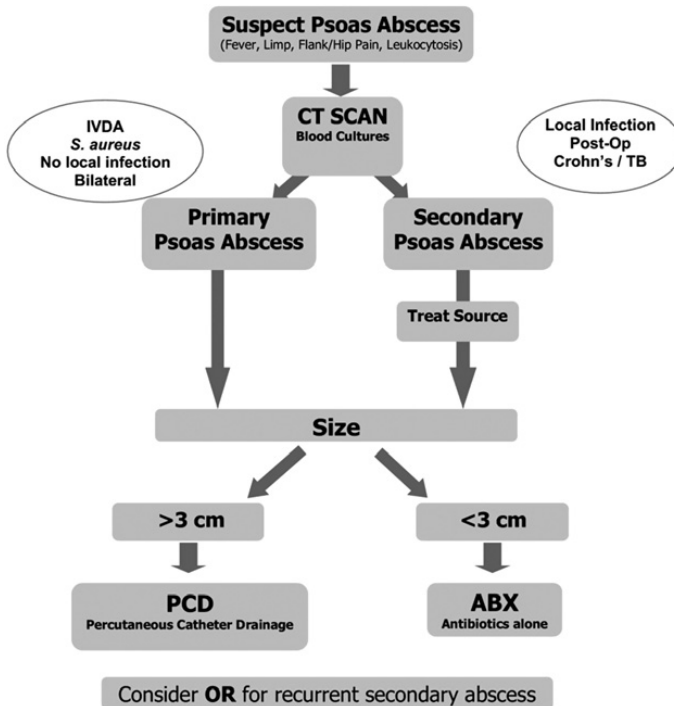 Suspect Psoas Abscess
(Fever, Limp, Flank/Hip Pain, Leukocytosis)
IVDA
S. aureus
No local infection
Bilateral
CT SCAN
Blood Cultures
Local Infection
Post-Op
Crohn's / TB
Primary
Psoas Abscess
Secondary
Psoas Abscess
Treat Source
Size
>3 cm
<3 cm
PCD
Percutaneous Catheter Drainage
ABX
Antibiotics alone
Consider OR for recurrent secondary abscess